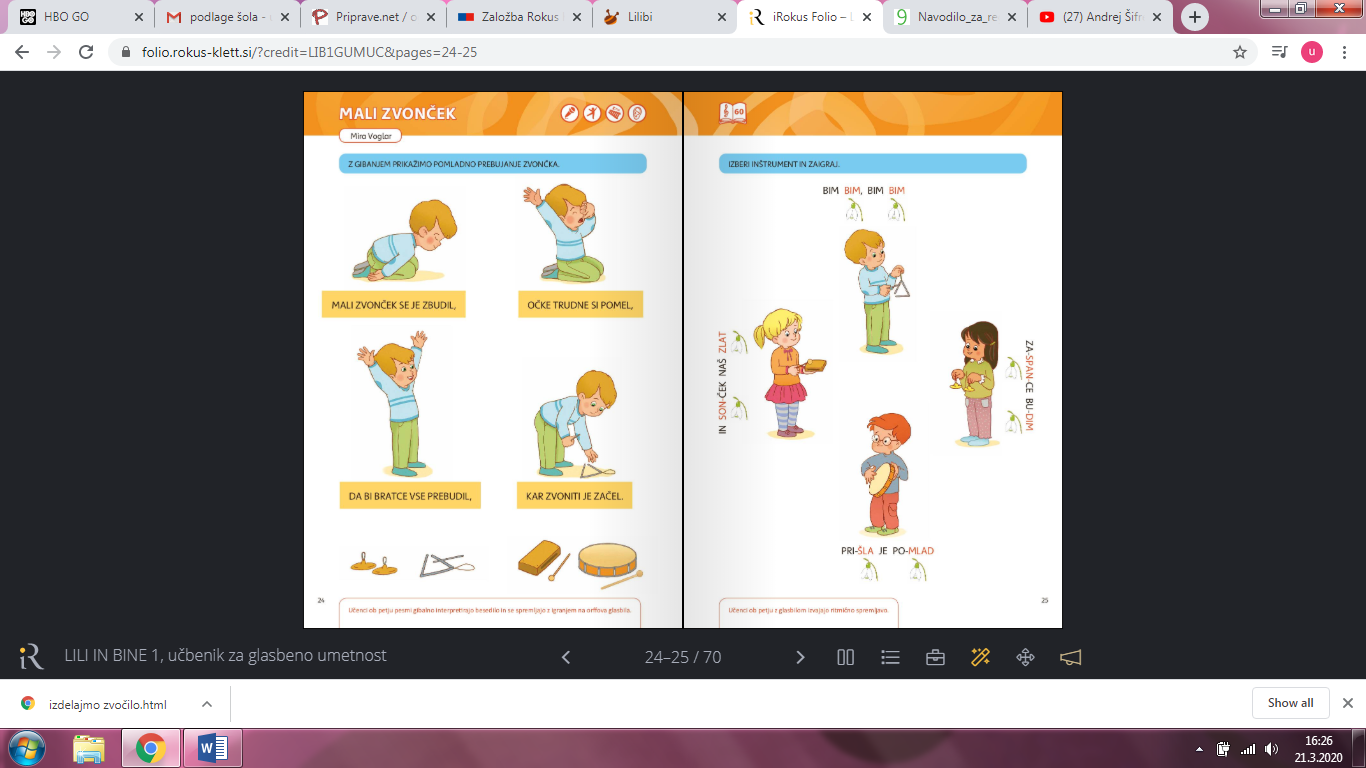 HBO GO
podlage šola -
Priprave.net / o
Založba Rokus
Lilibi
iRokus Folio – L
Navodilo_za_re
(27) Andrej Šifr
folio.rokus-klett.si/?credit=LIB1GUMUC&pages=24-25
u
MALI ZVONČEK
Mira Voglar
Z GIBANJEM PRIKAŽIMO POMLADNO PREBUJANJE ZVONČKA.
MALI ZVONČEK SE JE ZBUDIL,
OČKE TRUDNE SI POMEL,
DA BI BRATCE VSE PREBUDIL,
KAR ZVONITI JE ZAČEL.
24
Učenci ob petju pesmi gibalno interpretirajo besedilo in se spremljajo z igranjem na orffova glasbila.
60
IZBERI INŠTRUMENT IN ZAIGRAJ.
BIM BIM, BIM BIM
IN SON-ČEK NAŠ ZLAT
ZA-SPAN-CE BU-DIM
PRI-ŠLA JE PO-MLAD
25
Učenci ob petju z glasbilom izvajajo ritmično spremljavo.
iR
LILI IN BINE 1, učbenik za glasbeno umetnost
24–25 / 70
izdelajmo zvočilo.html
Show all
16:26
21.3.2020